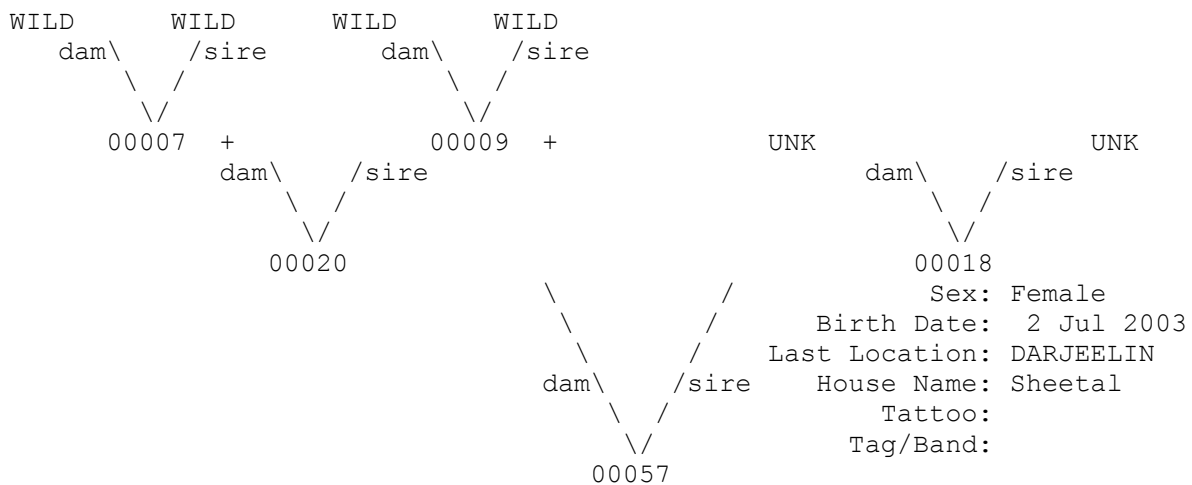 WILD WILD WILD WILD
dam\ /sire dam\ /sire
\ / \ /
\/ \/
00007 + 00009 + UNK UNK
dam\ /sire dam\ /sire
\ / \ /
\/ \/
00020 00018
\ / Sex: Female
\ / Birth Date: 2 Jul 2003
\ / Last Location: DARJEELIN
dam\ /sire House Name: Sheetal
\ / Tattoo:
\/ Tag/Band:
00057